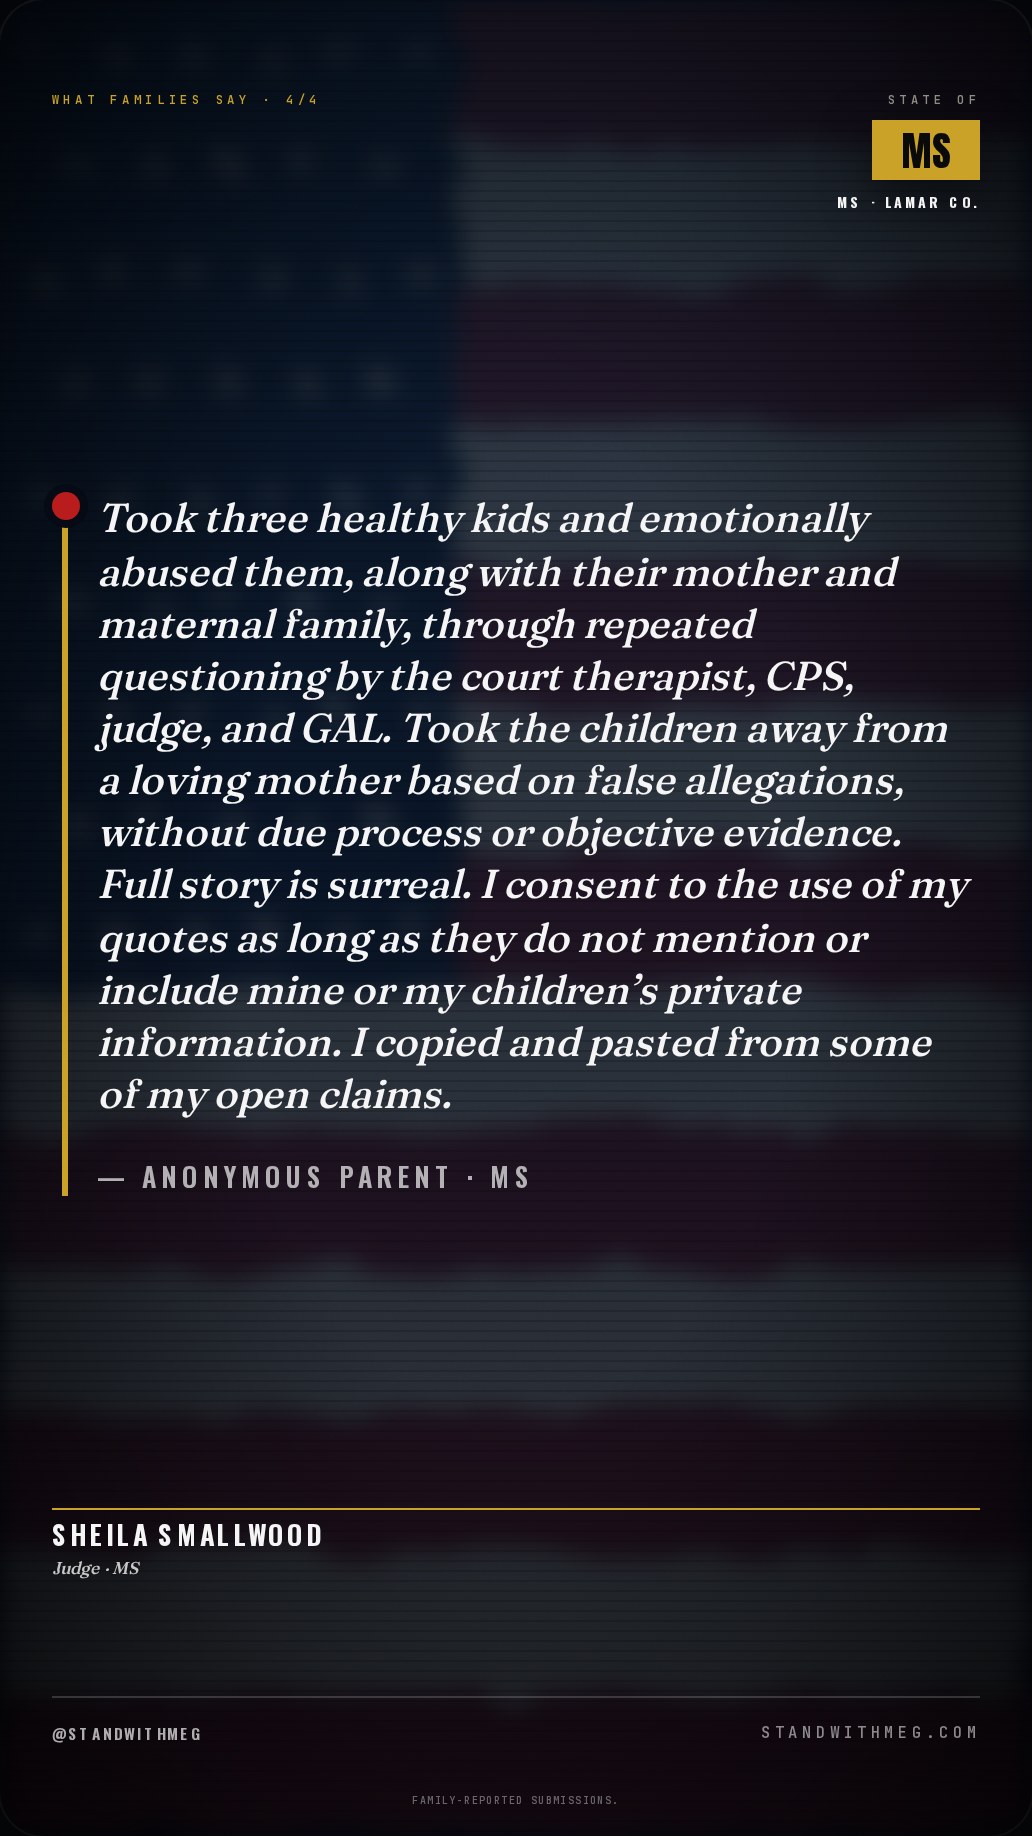 WHAT FAMILIES SAY · 4/4
STATE OF
MS
MS · LAMAR CO.
Took three healthy kids and emotionally
abused them, along with their mother and
maternal family, through repeated
questioning by the court therapist, CPS,
judge, and GAL. Took the children away from
a loving mother based on false allegations,
without due process or objective evidence.
Full story is surreal. I consent to the use of my
quotes as long as they do not mention or
include mine or my children’s private
information. I copied and pasted from some
of my open claims.
— ANONYMOUS PARENT · MS
SHEILA SMALLWOOD
Judge · MS
@STANDWITHMEG
STANDWITHMEG.COM
FAMILY-REPORTED SUBMISSIONS.